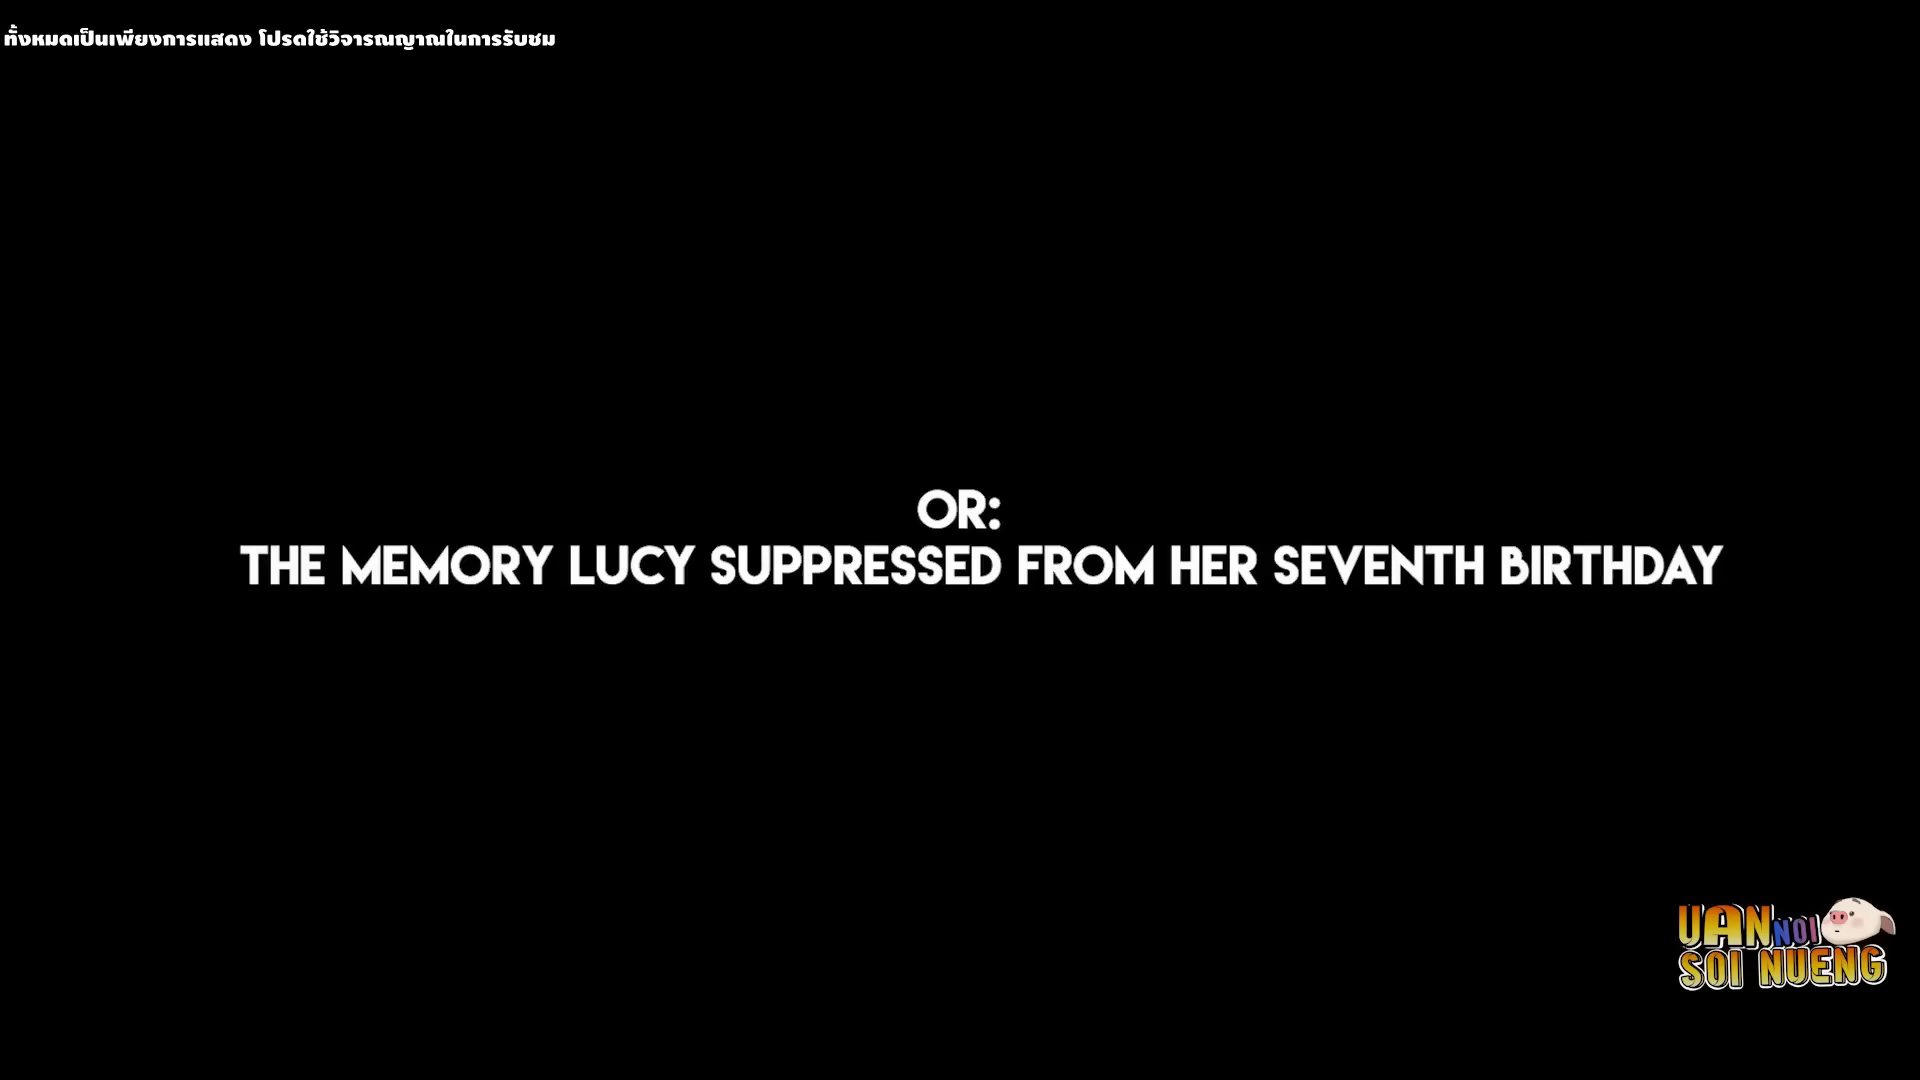 ทั้งหมดเป็นเพียงการแสดง โปรดใช้วิจารณญาณในการรับชม
OR:
THE MEMORY LUCY SUPPRESSED FROM HER SEVENTH BIRTHDAY
UAN NOI
SOI NUENG